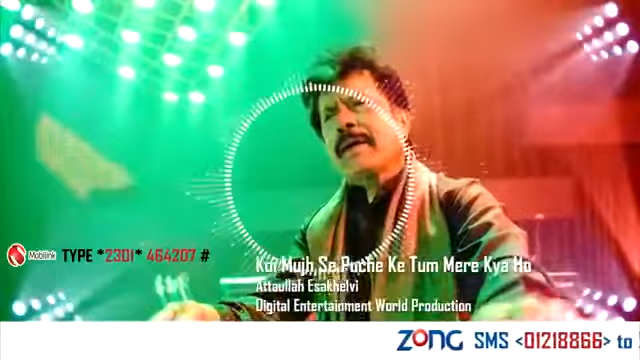 Koi Mujh Se Puche Ke Tum Mere Kya Ho
Attaullah Esakhelvi
Digital Entertainment World Production
Mobilink TYPE *2301* 464207 #
ZONG SMS <01218866> to